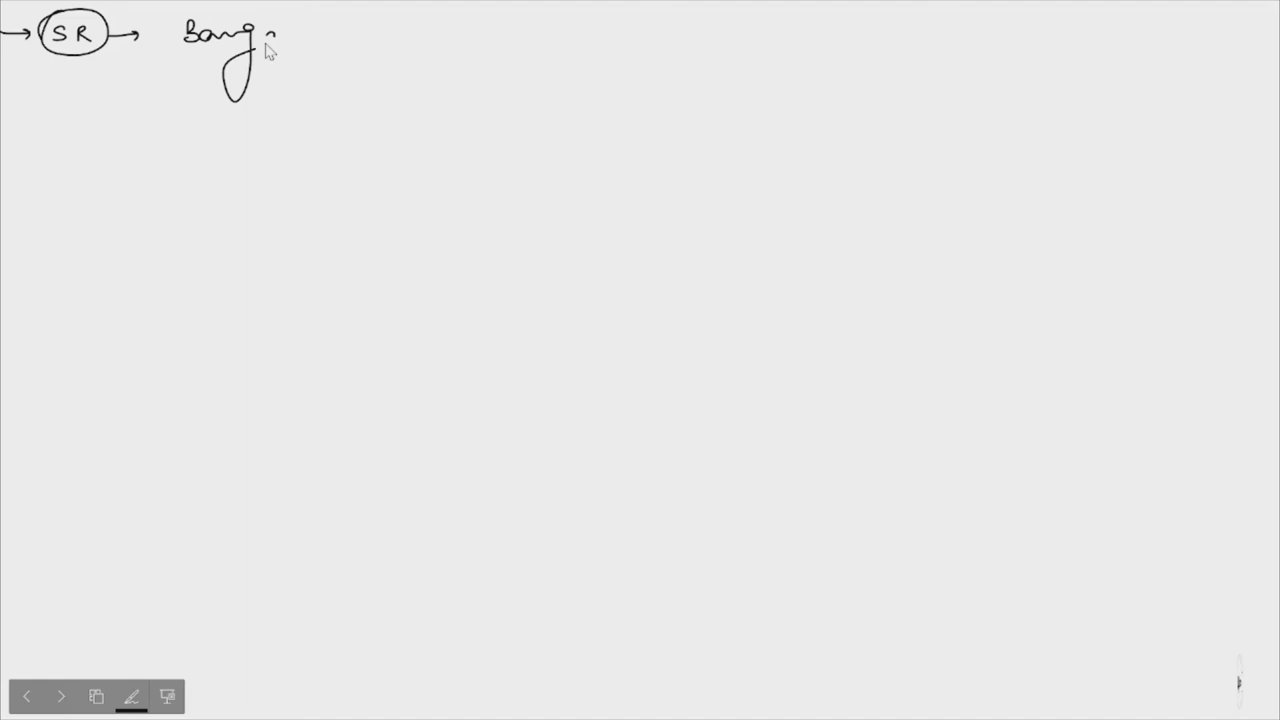 → SR → Bang